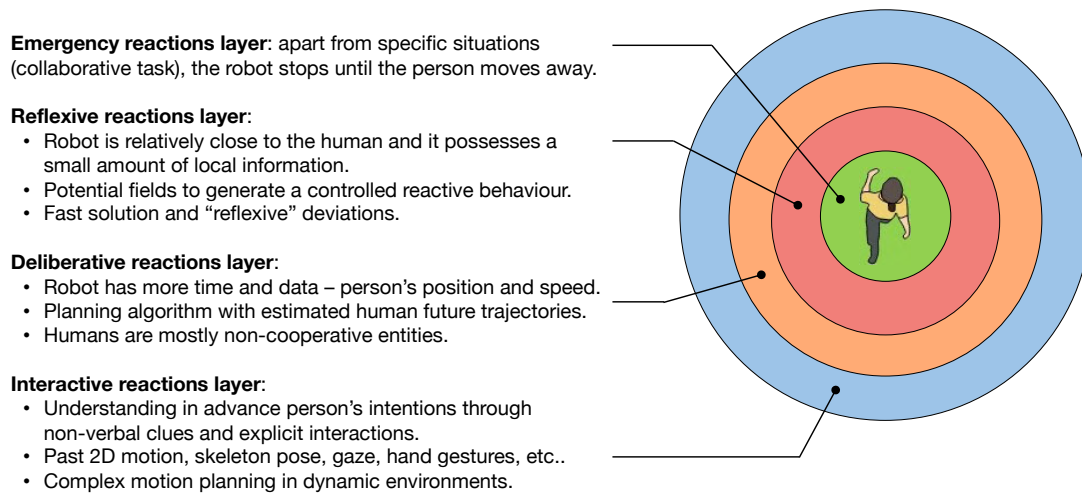 Emergency reactions layer: apart from specific situations
(collaborative task), the robot stops until the person moves away.
Reflexive reactions layer:
• Robot is relatively close to the human and it possesses a
small amount of local information.
• Potential fields to generate a controlled reactive behaviour.
• Fast solution and “reflexive” deviations.
Deliberative reactions layer:
• Robot has more time and data – person’s position and speed.
• Planning algorithm with estimated human future trajectories.
• Humans are mostly non-cooperative entities.
Interactive reactions layer:
• Understanding in advance person’s intentions through
non-verbal clues and explicit interactions.
• Past 2D motion, skeleton pose, gaze, hand gestures, etc..
• Complex motion planning in dynamic environments.